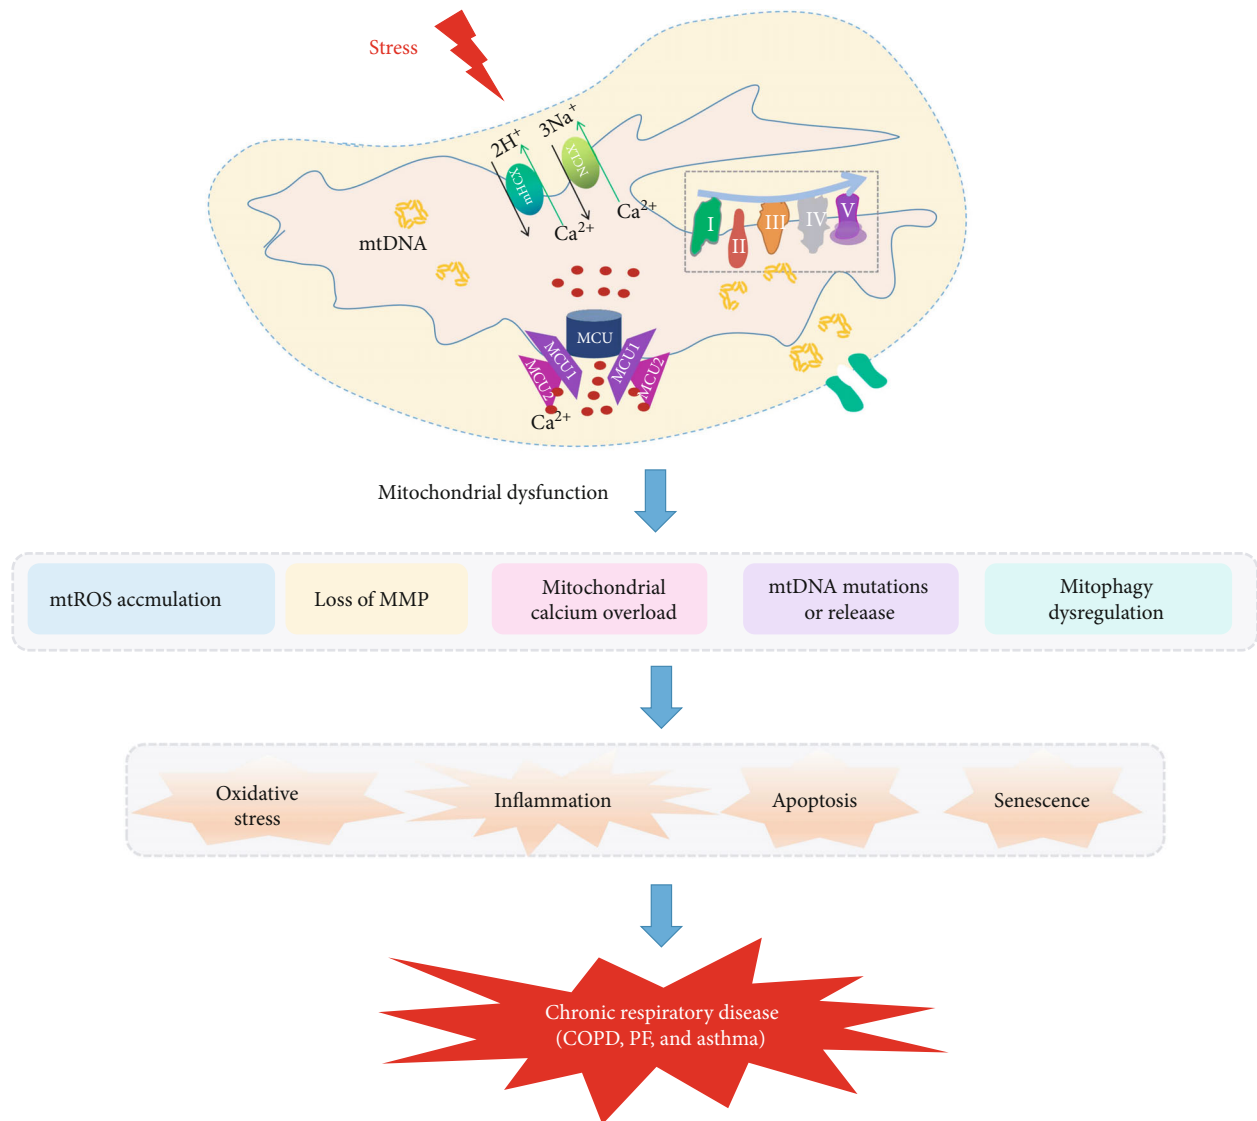 Stress
2H+
3Na+
mHCX
NCLX
Ca2+
Ca2+
mtDNA
I
II
III
IV
V
MCU
MCU1
MCU1
MCU2
MCU2
Ca2+
Mitochondrial dysfunction
mtROS accmulation
Loss of MMP
Mitochondrial
calcium overload
mtDNA mutations
or releaase
Mitophagy
dysregulation
Oxidative
stress
Inflammation
Apoptosis
Senescence
Chronic respiratory disease
(COPD, PF, and asthma)